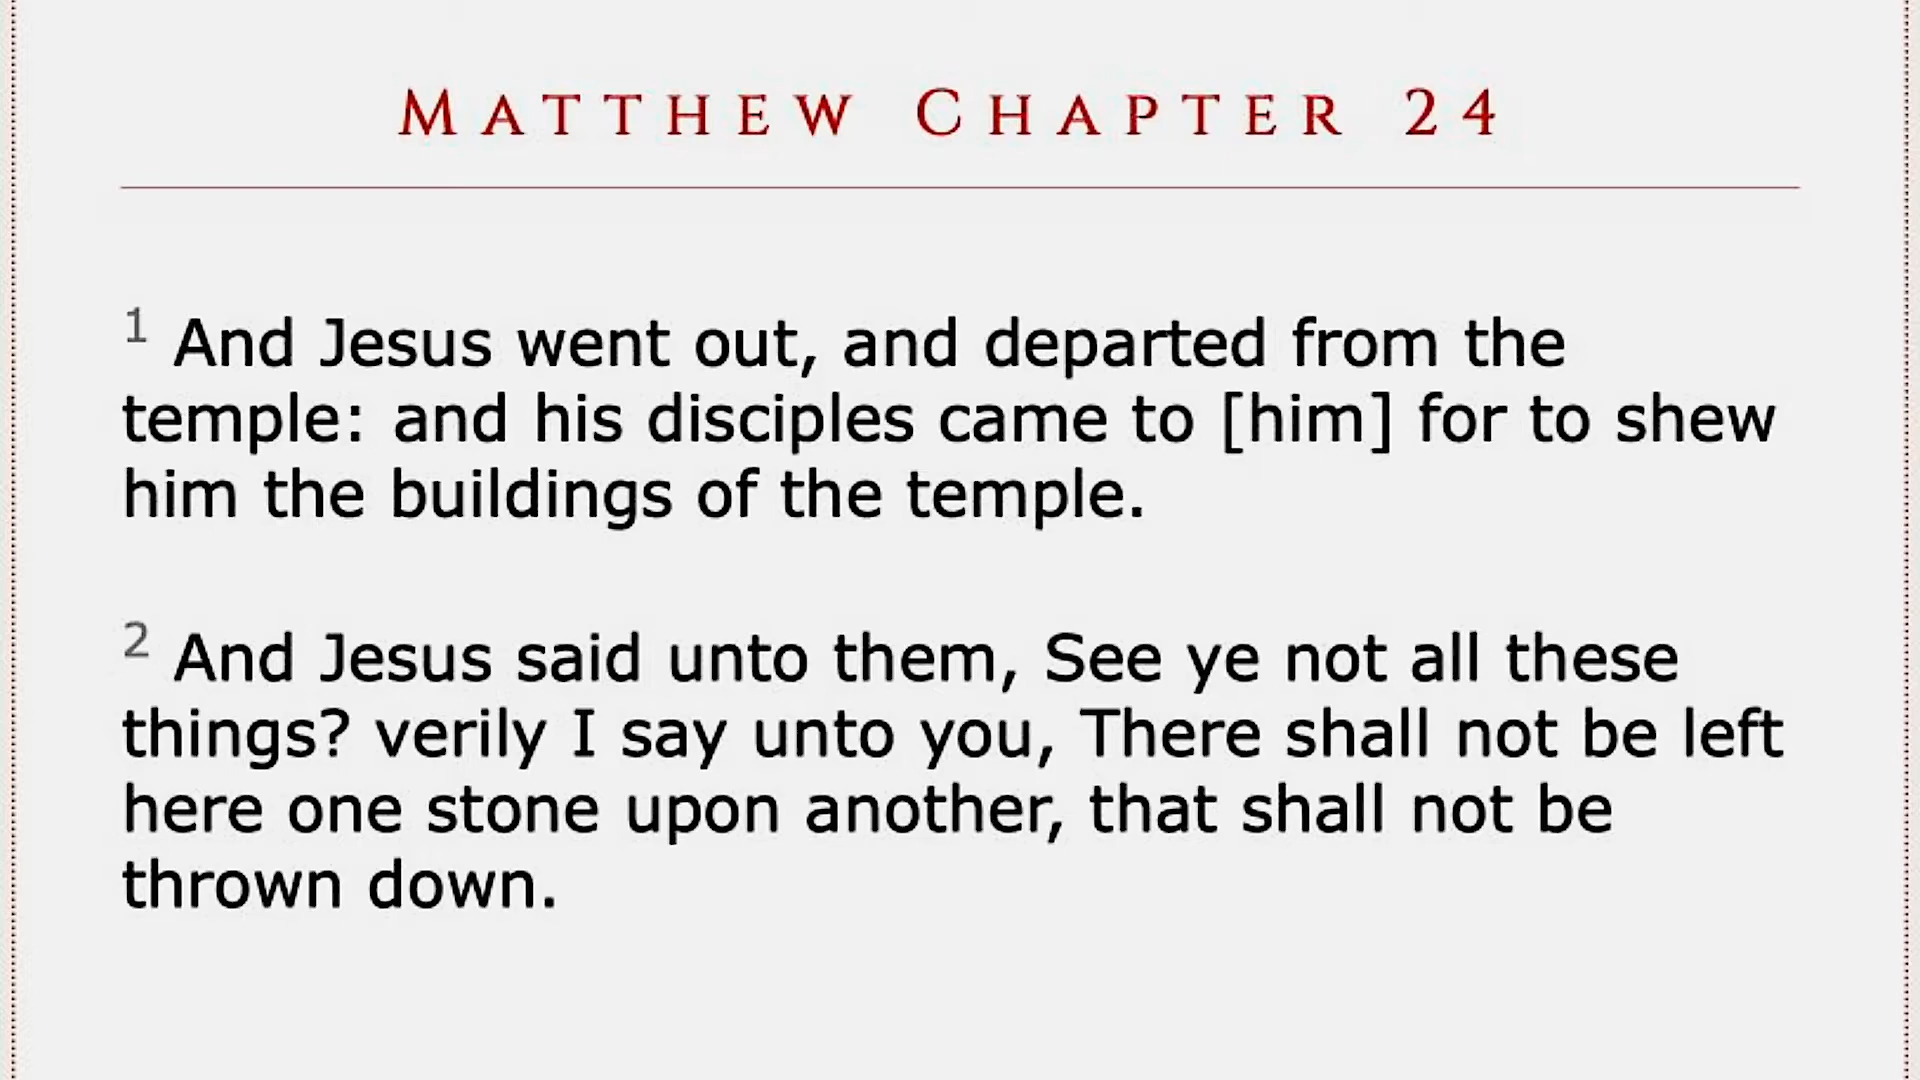 Matthew Chapter 24
1 And Jesus went out, and departed from the
temple: and his disciples came to [him] for to shew
him the buildings of the temple.
2 And Jesus said unto them, See ye not all these
things? verily I say unto you, There shall not be left
here one stone upon another, that shall not be
thrown down.